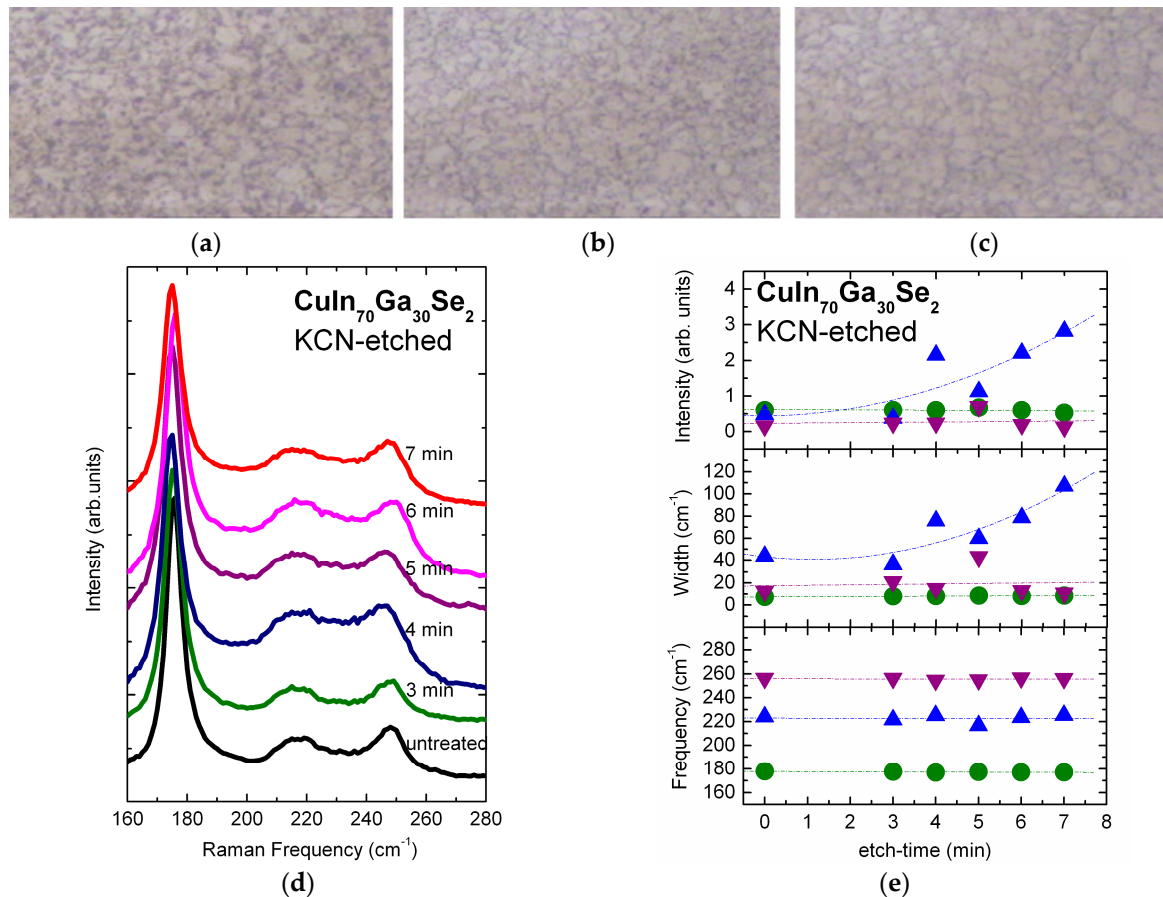 (a)
(b)
(c)
CuIn₇₀Ga₃₀Se₂
KCN-etched
7 min
6 min
5 min
4 min
3 min
untreated
Intensity (arb.units)
160 180 200 220 240 260 280
Raman Frequency (cm⁻¹)
(d)
CuIn₇₀Ga₃₀Se₂
KCN-etched
Intensity (arb. units)
4
3
2
1
0
Width (cm⁻¹)
120
100
80
60
40
20
0
Frequency (cm⁻¹)
260
240
220
200
180
160
0 1 2 3 4 5 6 7 8
etch-time (min)
(e)